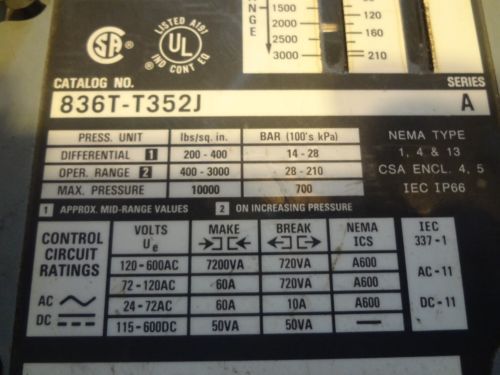 LISTED A191
SA
UL
IND CONT EQ
NGE
1500
2000
3000
80
120
160
210
CATALOG NO.
SERIES
836T-T352J
A
PRESS. UNIT lbs/sq. in. BAR (100's kPa)
DIFFERENTIAL 1 200 - 400 14 - 28
OPER. RANGE 2 400 - 3000 28 - 210
MAX. PRESSURE 10000 700
NEMA TYPE
1, 4 & 13
CSA ENCL. 4, 5
IEC IP66
1 APPROX. MID-RANGE VALUES 2 ON INCREASING PRESSURE
CONTROL
CIRCUIT
RATINGS
AC
DC
VOLTS Ue MAKE BREAK NEMA ICS
120-600AC 7200VA 720VA A600
72-120AC 60A 720VA A600
24-72AC 60A 10A A600
115-600DC 50VA 50VA —
IEC
337-1
AC-11
DC-11